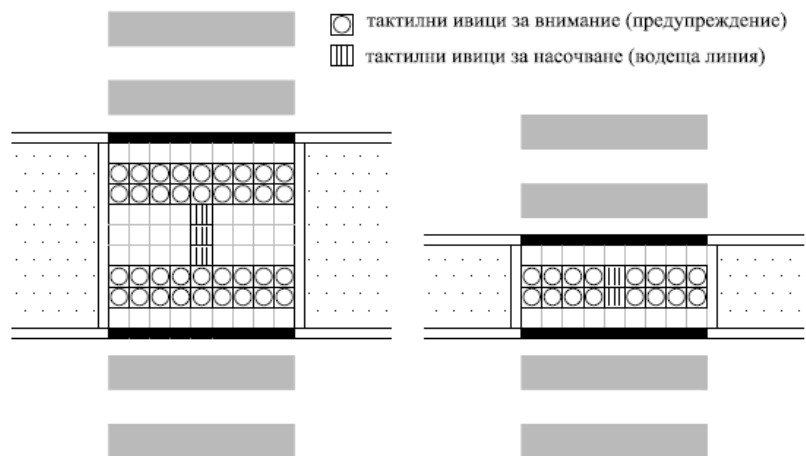 тактилни ивици за внимание (предупреждение)
тактилни ивици за насочване (водеща линия)